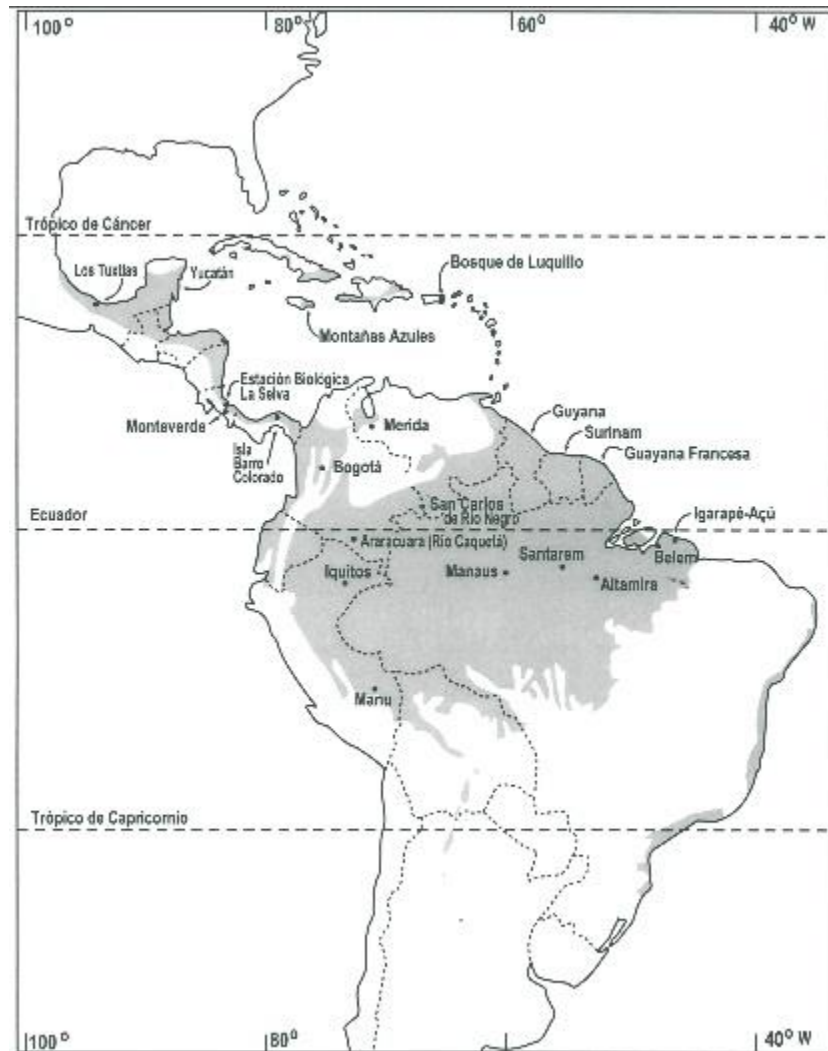 100° 80° 60° 40° W
Trópico de Cáncer
Bosque de Luquillo
Los Tuxtlas
Yucatán
Montañas Azules
Estación Biológica
La Selva
Monteverde
Isla
Barro
Colorado
Merida
Guyana
Surinam
Guayana Francesa
Bogotá
San Carlos
de Rio Negro
Ecuador
Igarapé-Açú
Araracuara (Río Caquetá)
Santarem
Belem
Iquitos
Manaus
Altamira
Manu
Trópico de Capricornio
100° 80° 60° 40° W